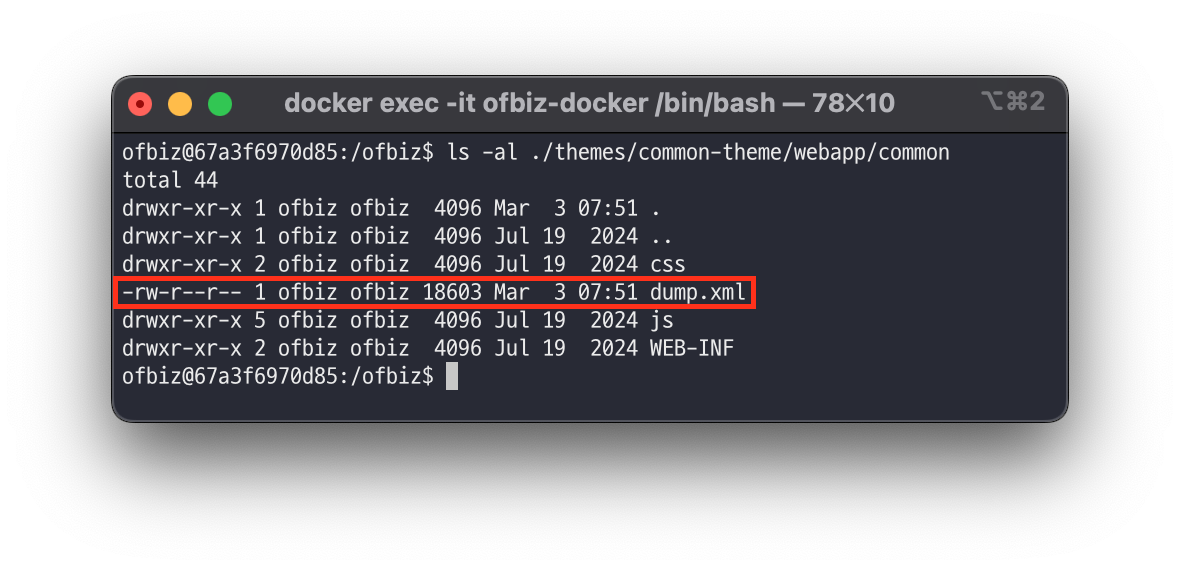 docker exec -it ofbiz-docker /bin/bash — 78×10 ⌥⌘2
ofbiz@67a3f6970d85:/ofbiz$ ls -al ./themes/common-theme/webapp/common
total 44
drwxr-xr-x 1 ofbiz ofbiz  4096 Mar  3 07:51 .
drwxr-xr-x 1 ofbiz ofbiz  4096 Jul 19  2024 ..
drwxr-xr-x 2 ofbiz ofbiz  4096 Jul 19  2024 css
-rw-r--r-- 1 ofbiz ofbiz 18603 Mar  3 07:51 dump.xml
drwxr-xr-x 5 ofbiz ofbiz  4096 Jul 19  2024 js
drwxr-xr-x 2 ofbiz ofbiz  4096 Jul 19  2024 WEB-INF
ofbiz@67a3f6970d85:/ofbiz$